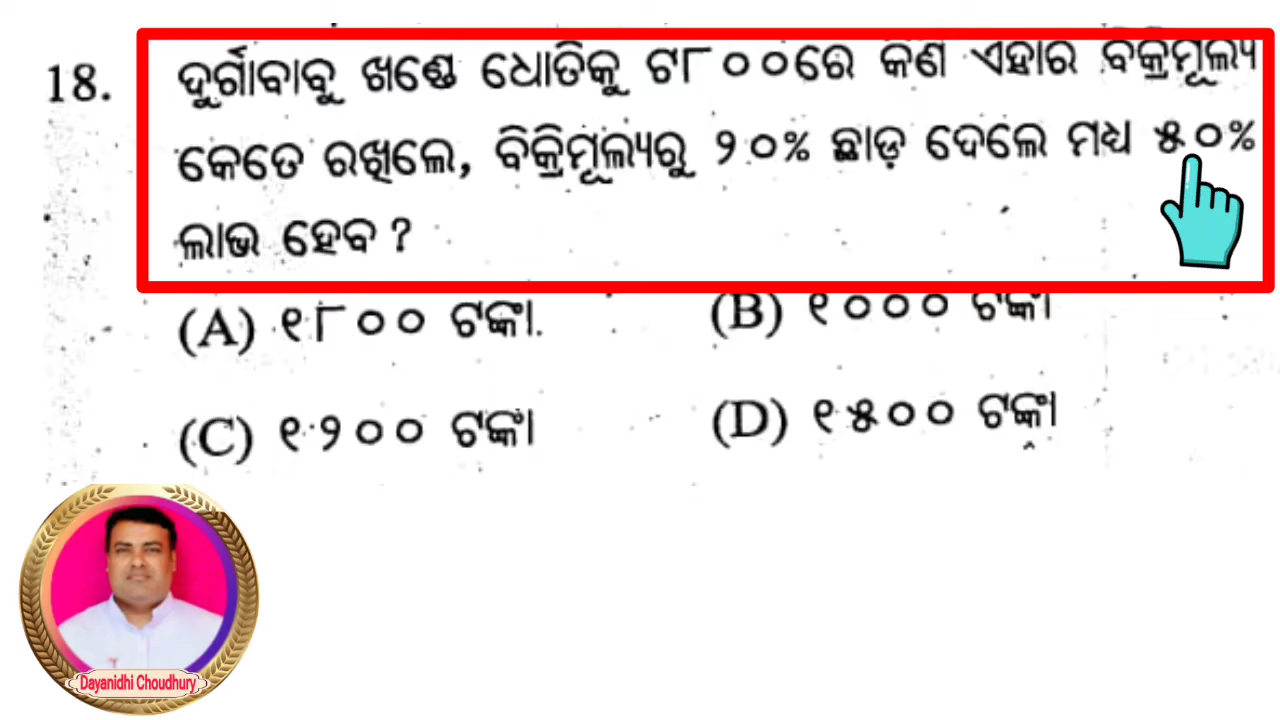 18. ଦୁର୍ଗାବାବୁ ଖଣ୍ଡେ ଧୋତିକୁ ଟ୮୦୦ରେ କିଣି ଏହାର ବିକ୍ରିମୂଲ୍ୟ
କେତେ ରଖିଲେ, ବିକ୍ରିମୂଲ୍ୟରୁ ୨୦% ଛାଡ଼ ଦେଲେ ମଧ୍ୟ ୫୦%
ଲାଭ ହେବ ?
(A) ୧୮୦୦ ଟଙ୍କା (B) ୧୦୦୦ ଟଙ୍କା
(C) ୧୨୦୦ ଟଙ୍କା (D) ୧୫୦୦ ଟଙ୍କା
Dayanidhi Choudhury